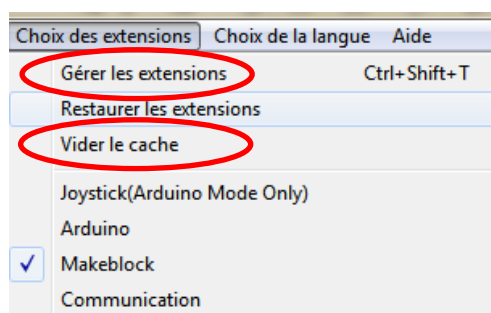 Choix des extensions Choix de la langue Aide
Gérer les extensions Ctrl+Shift+T
Restaurer les extensions
Vider le cache
Joystick(Arduino Mode Only)
Arduino
Makeblock
Communication